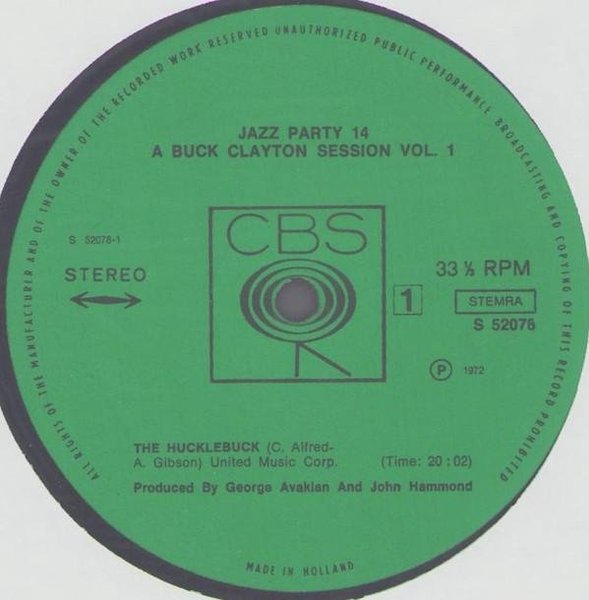 ALL RIGHTS OF THE MANUFACTURER AND OF THE OWNER OF THE RECORDED WORK RESERVED UNAUTHORIZED PUBLIC PERFORMANCE BROADCASTING AND COPYING OF THIS RECORD PROHIBITED
JAZZ PARTY 14
A BUCK CLAYTON SESSION VOL. 1
CBS
S 52078-1
STEREO
33 ⅓ RPM
1
STEMRA
S 52078
P 1972
THE HUCKLEBUCK (C. Alfred-
A. Gibson) United Music Corp. (Time: 20:02)
Produced By George Avakian And John Hammond
MADE IN HOLLAND